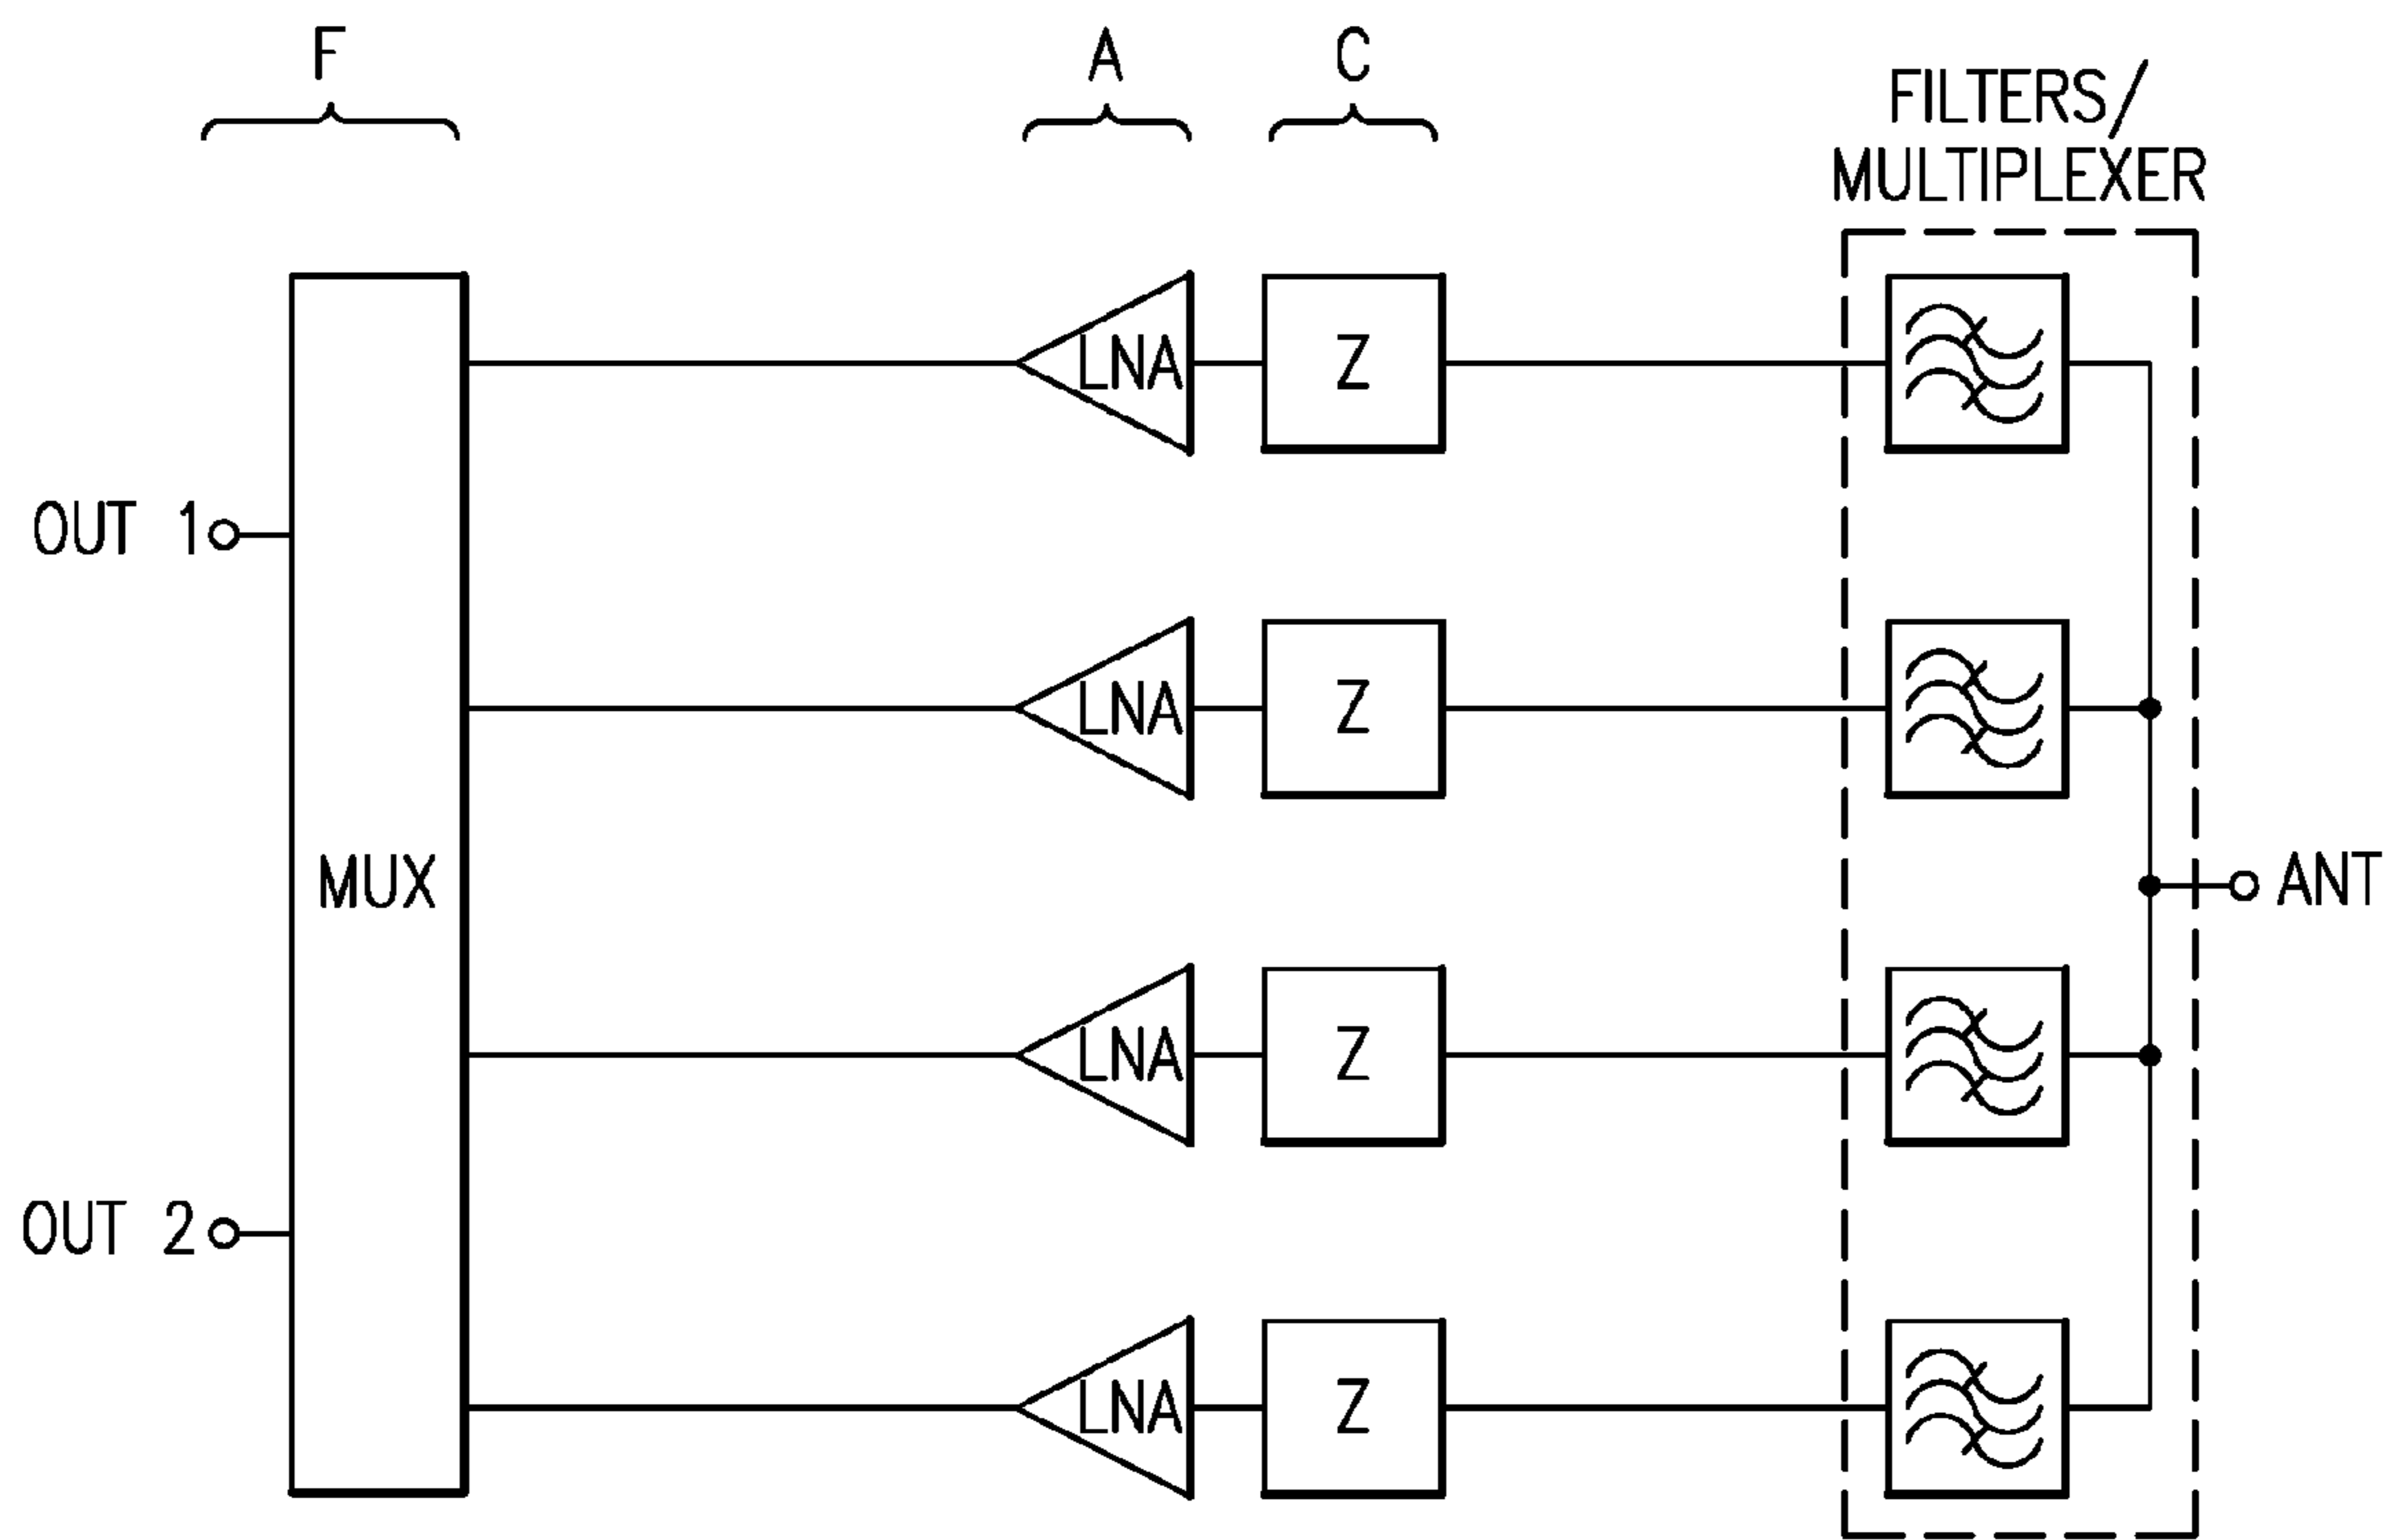 F
A
C
FILTERS/
MULTIPLEXER
LNA
Z
OUT 1
LNA
Z
MUX
ANT
LNA
Z
OUT 2
LNA
Z